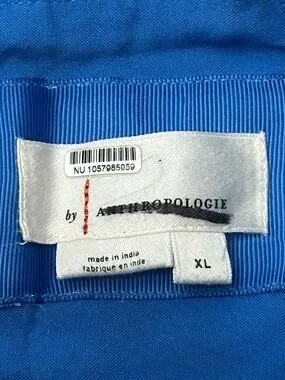 NU 1057985059
by ANTHROPOLOGIE
made in india
fabriqué en inde
XL